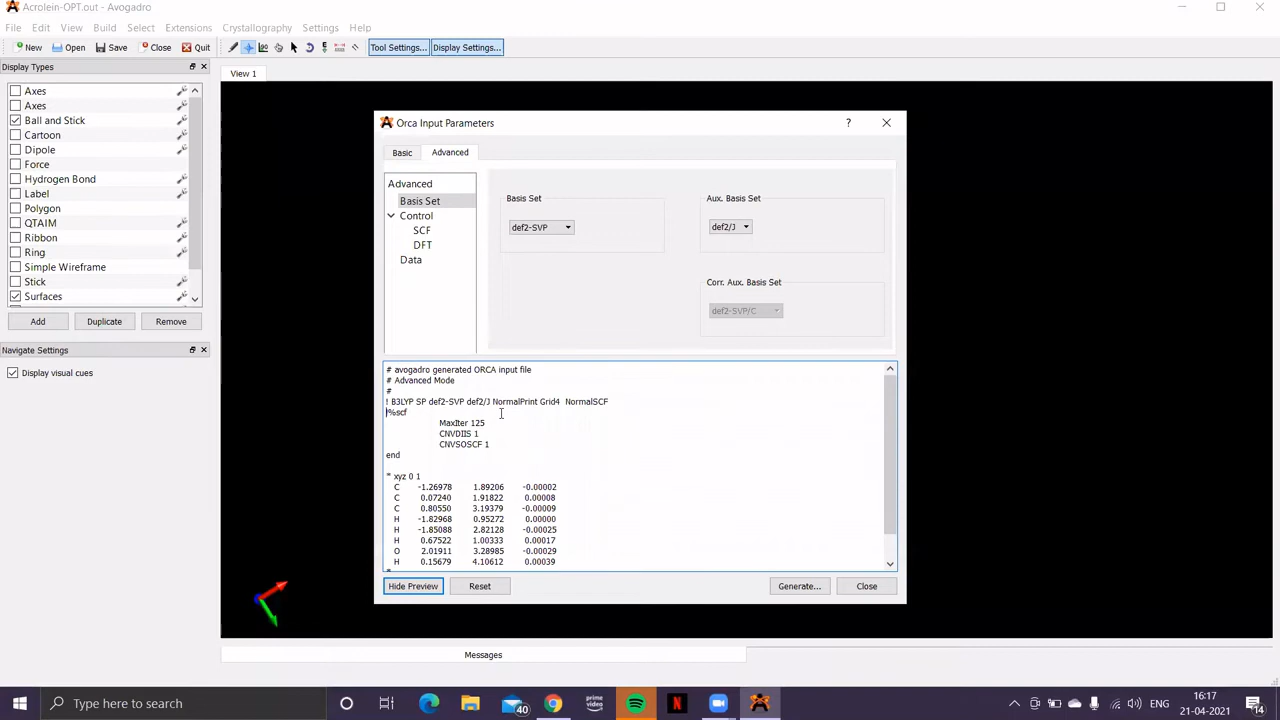 Acrolein-OPT.out - Avogadro
File Edit View Build Select Extensions Crystallography Settings Help
New Open Save Close Quit Tool Settings... Display Settings...
Display Types
View 1
Axes
Axes
Ball and Stick
Cartoon
Dipole
Force
Hydrogen Bond
Label
Polygon
QTAIM
Ribbon
Ring
Simple Wireframe
Stick
Surfaces
Add Duplicate Remove
Navigate Settings
Display visual cues
Orca Input Parameters
?
Basic Advanced
Advanced
Basis Set
Control
SCF
DFT
Data
Basis Set
def2-SVP
Aux. Basis Set
def2/J
Corr. Aux. Basis Set
def2-SVP/C
# avogadro generated ORCA input file
# Advanced Mode
#
! B3LYP SP def2-SVP def2/J NormalPrint Grid4 NormalSCF
%scf
MaxIter 125
CNVDIIS 1
CNVSOSCF 1
end
* xyz 0 1
C -1.26978 1.89206 -0.00002
C 0.07240 1.91822 0.00008
C 0.80550 3.19379 -0.00009
H -1.82968 0.95272 0.00000
H -1.85088 2.82128 -0.00025
H 0.67522 1.00333 0.00017
O 2.01911 3.28985 -0.00029
H 0.15679 4.10612 0.00039
*
Hide Preview Reset Generate... Close
Messages
Type here to search
40
prime video
N
ENG
16:17
21-04-2021
14